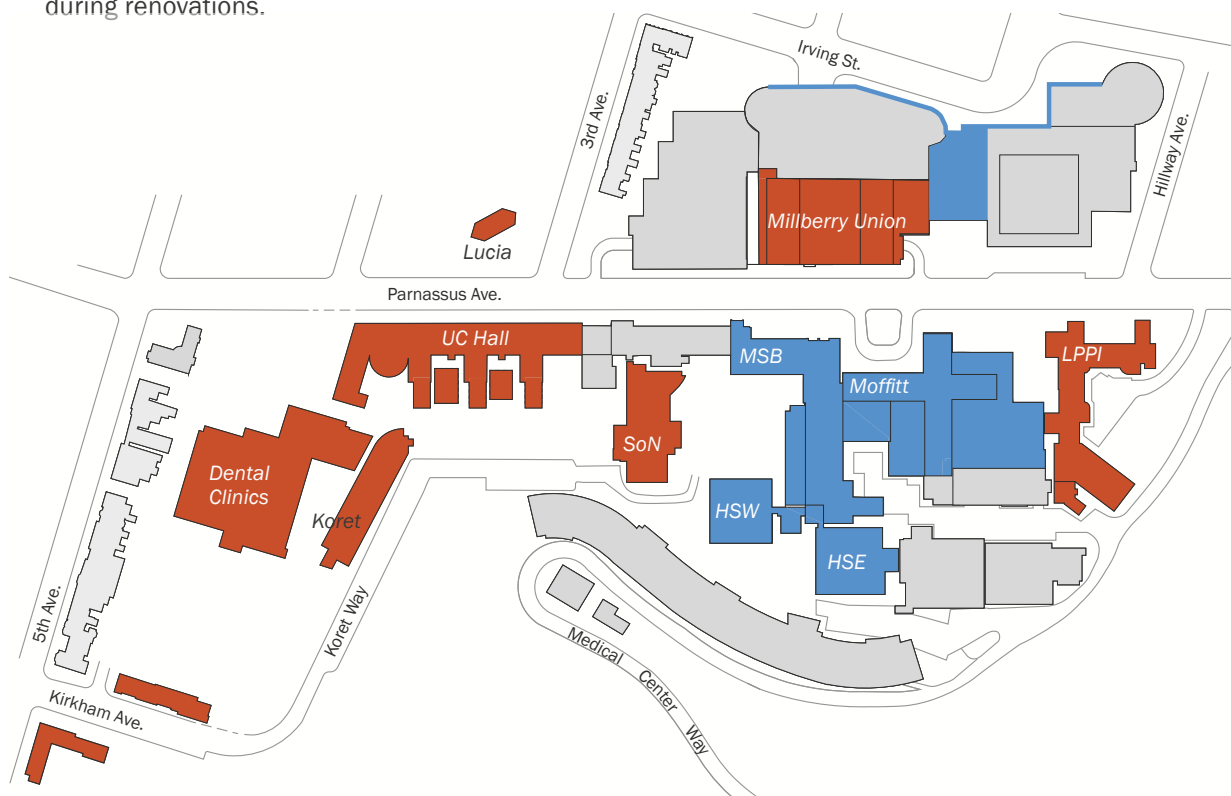 during renovations.
Irving St.
3rd Ave.
Hillway Ave.
Millberry Union
Lucia
Parnassus Ave.
UC Hall
MSB
LPPI
Moffitt
SoN
Dental
Clinics
Koret
HSW
HSE
5th Ave.
Koret Way
Medical Center Way
Kirkham Ave.